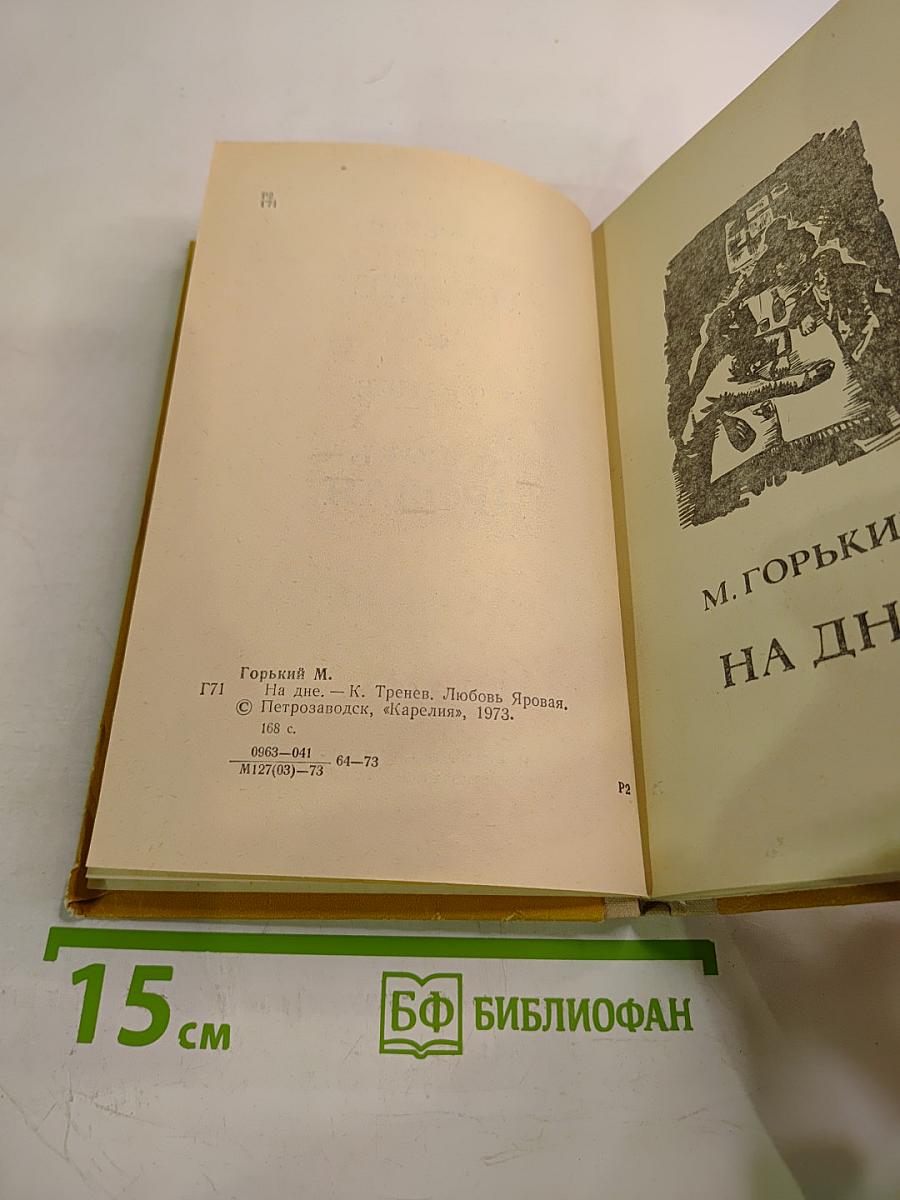 Р2
Г71
Горький М.
Г71 На дне. — К. Тренев. Любовь Яровая.
© Петрозаводск, «Карелия», 1973.
168 с.
0963—041
М127(03)—73
64—73
Р2
М. ГОРЬКИ
НА ДН
15 см
БФ БИБЛИОФАН